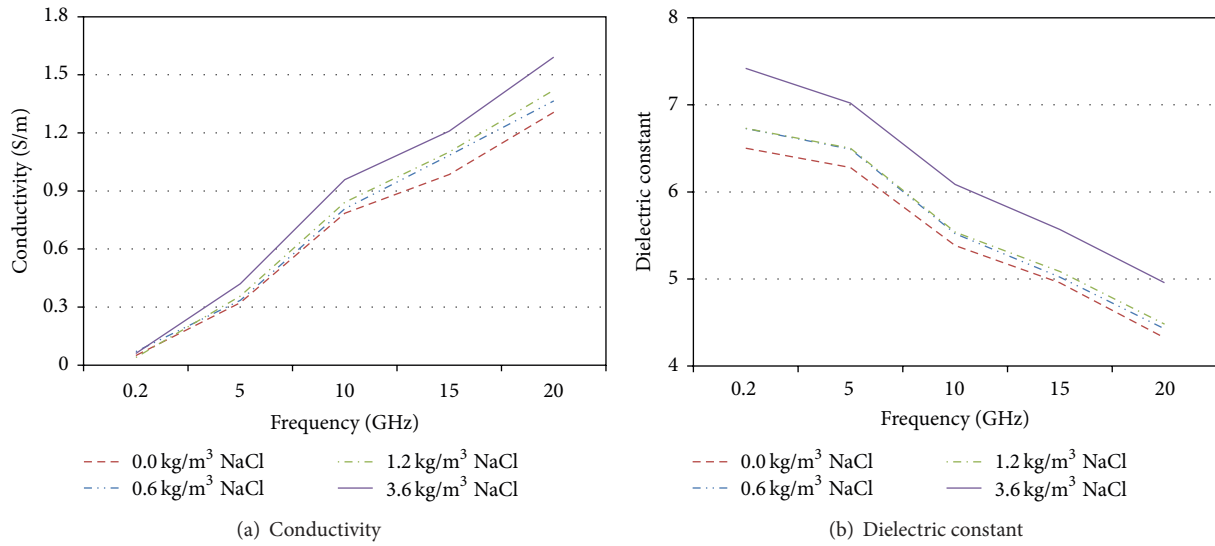 1.8
1.5
1.2
0.9
0.6
0.3
0
Conductivity (S/m)
0.2 5 10 15 20
Frequency (GHz)
0.0 kg/m³ NaCl 1.2 kg/m³ NaCl
0.6 kg/m³ NaCl 3.6 kg/m³ NaCl
(a) Conductivity
8
7
6
5
4
Dielectric constant
0.2 5 10 15 20
Frequency (GHz)
0.0 kg/m³ NaCl 1.2 kg/m³ NaCl
0.6 kg/m³ NaCl 3.6 kg/m³ NaCl
(b) Dielectric constant